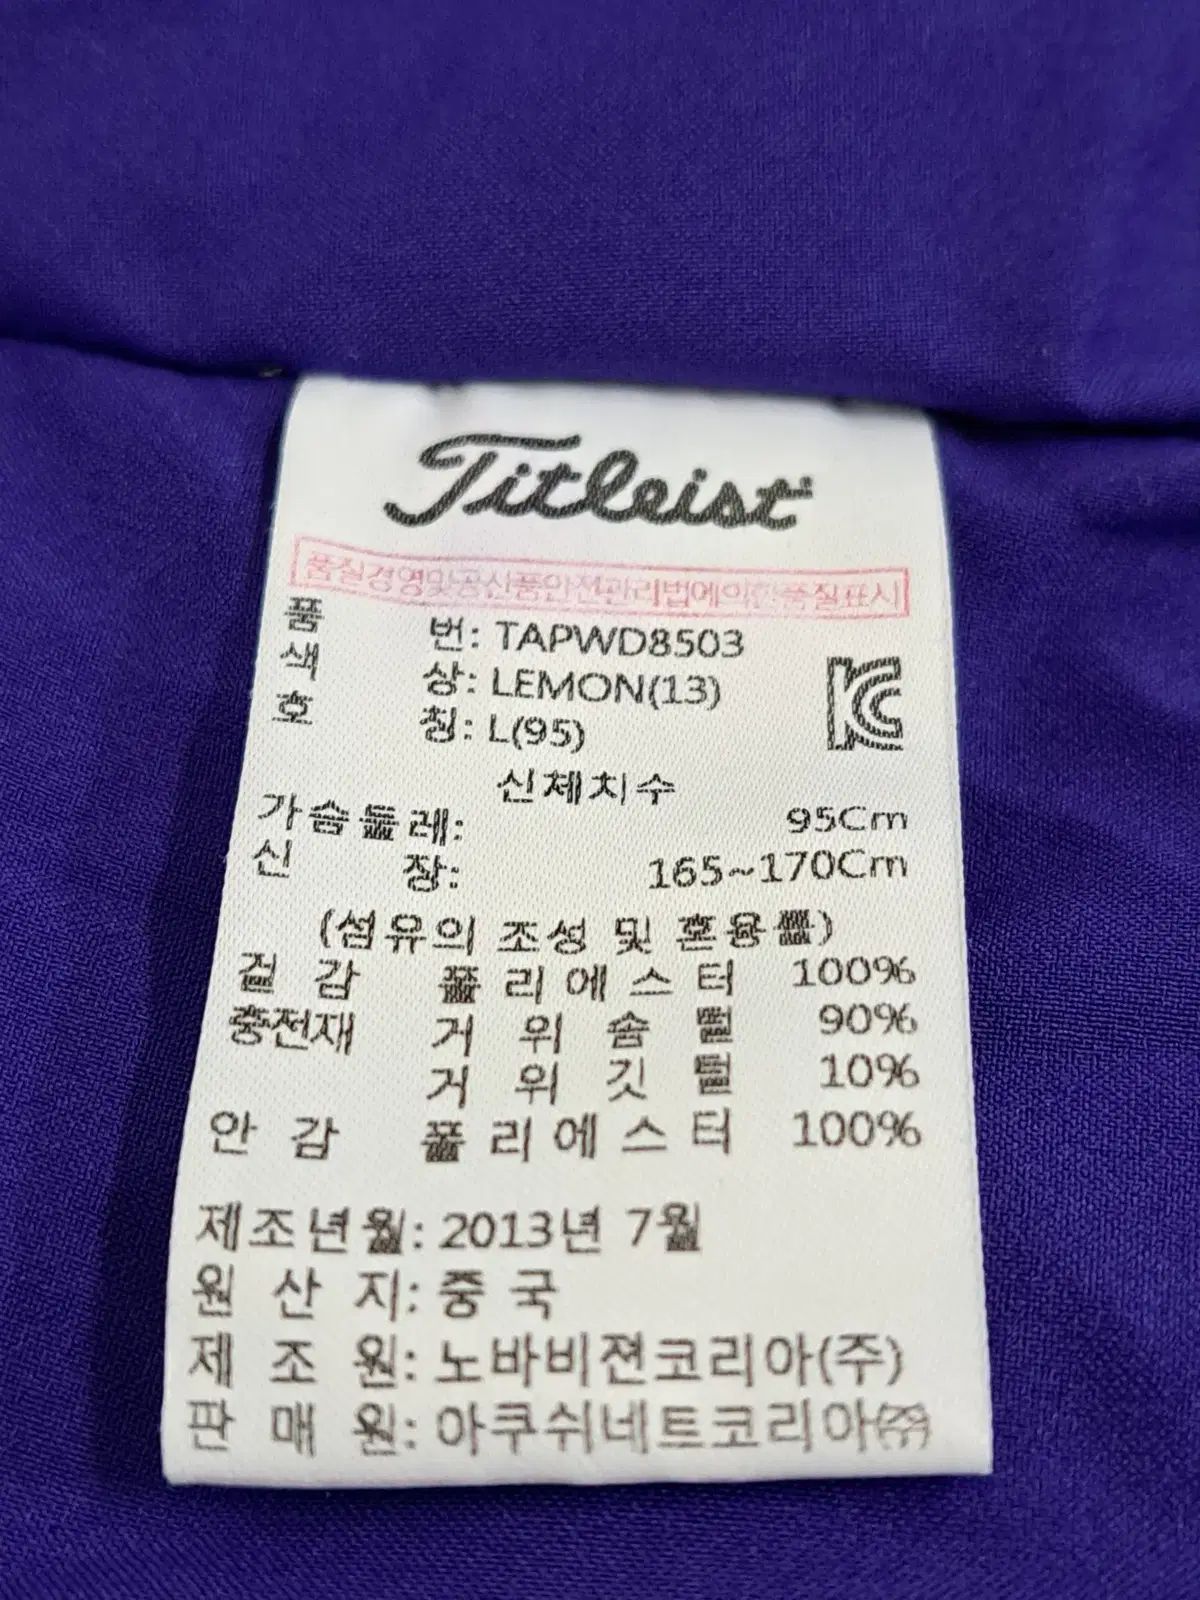 Titleist
품질경영및공산품안전관리법에의한품질표시
품 번: TAPWD8503
색 상: LEMON(13)
호 칭: L(95)
신체치수
가슴둘레: 95Cm
신 장: 165~170Cm
(섬유의 조성 및 혼용률)
겉 감 폴리에스터 100%
충전재 거위솜털 90%
거위깃털 10%
안 감 폴리에스터 100%
제조년월: 2013년 7월
원 산 지: 중 국
제 조 원: 노바비젼코리아(주)
판 매 원: 아쿠쉬네트코리아㈜